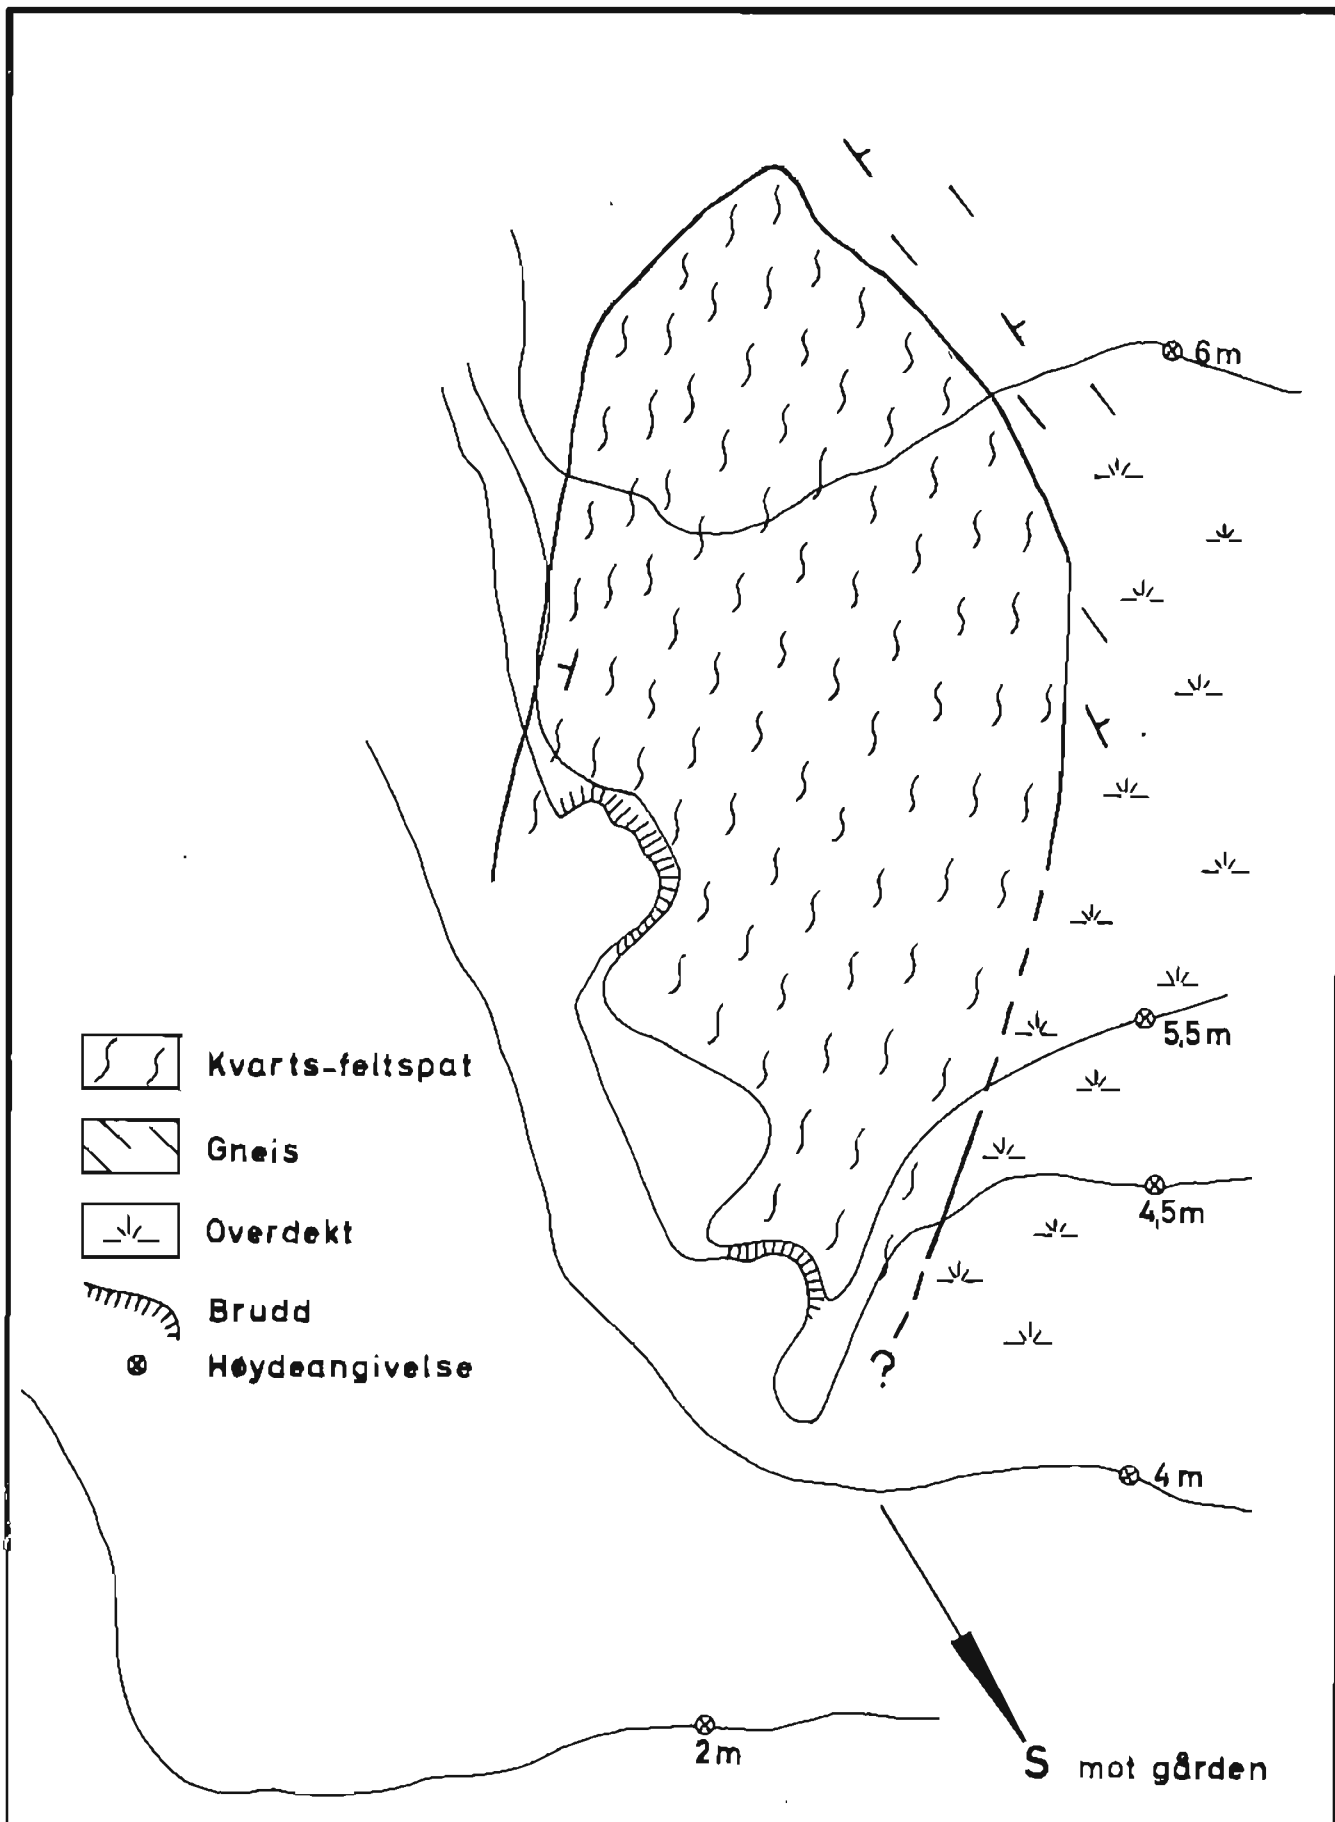 6m
5,5m
Kvarts-feltspat
Gneis
4,5m
Overdekt
Brudd
Høydeangivelse
?
4m
2m
S mot gården